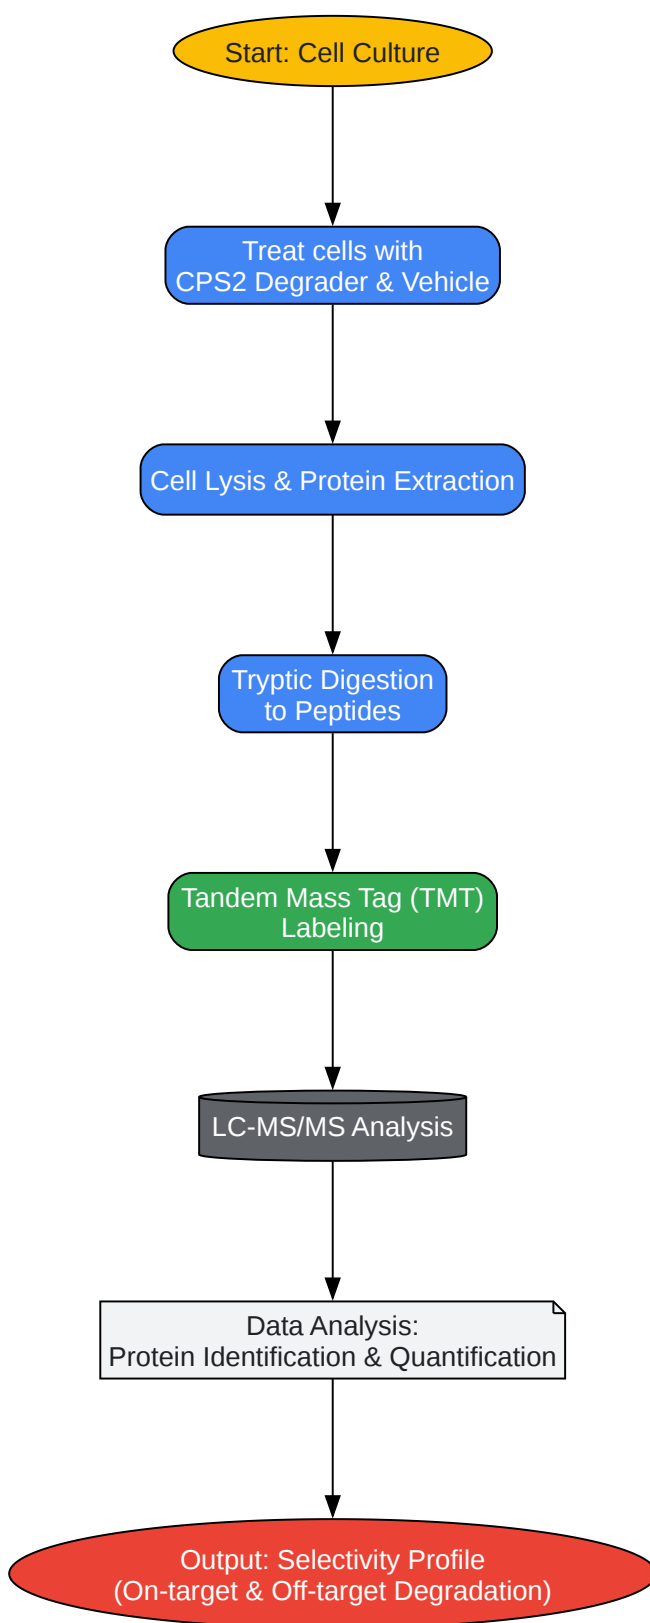 Start: Cell Culture
Treat cells with
CPS2 Degrader & Vehicle
Cell Lysis & Protein Extraction
Tryptic Digestion
to Peptides
Tandem Mass Tag (TMT)
Labeling
LC-MS/MS Analysis
Data Analysis:
Protein Identification & Quantification
Output: Selectivity Profile
(On-target & Off-target Degradation)